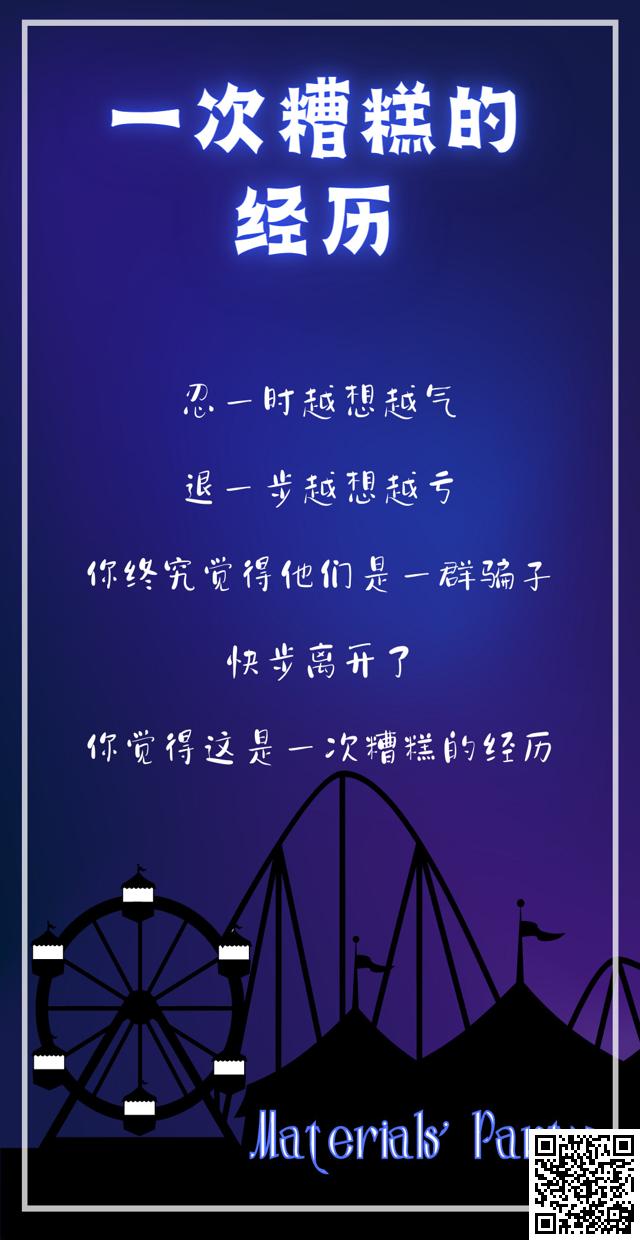 一次糟糕的
经历
忍一时越想越气
退一步越想越亏
你终究觉得他们是一群骗子
快步离开了
你觉得这是一次糟糕的经历
Materials'